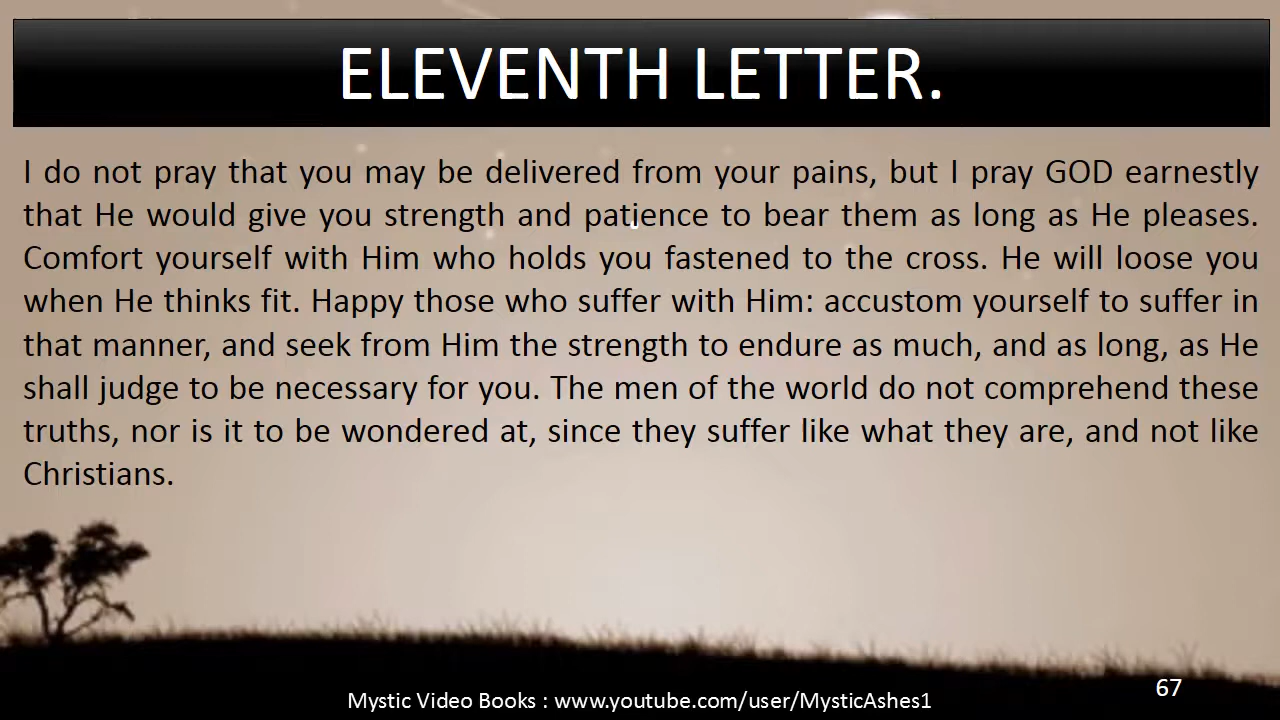 ELEVENTH LETTER.
I do not pray that you may be delivered from your pains, but I pray GOD earnestly
that He would give you strength and patience to bear them as long as He pleases.
Comfort yourself with Him who holds you fastened to the cross. He will loose you
when He thinks fit. Happy those who suffer with Him: accustom yourself to suffer in
that manner, and seek from Him the strength to endure as much, and as long, as He
shall judge to be necessary for you. The men of the world do not comprehend these
truths, nor is it to be wondered at, since they suffer like what they are, and not like
Christians.
67
Mystic Video Books : www.youtube.com/user/MysticAshes1